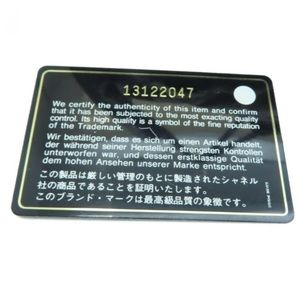 13122047
We certify the authenticity of this item and confirm
that it has been subjected to the most exacting quality
control. Its high quality is a symbol of the fine reputation
of the Trademark.
Wir bestätigen, dass es sich um einen Artikel handelt,
der während seiner Herstellung strengsten Kontrollen
unterworfen war, und dessen erstklassige Qualität
dem hohen Ansehen unserer Marke entspricht.
この製品は厳しい管理のもとに製造されたシャネル
社の商品であることを証明いたします。
このブランド・マークは最高級品質の象徴です。